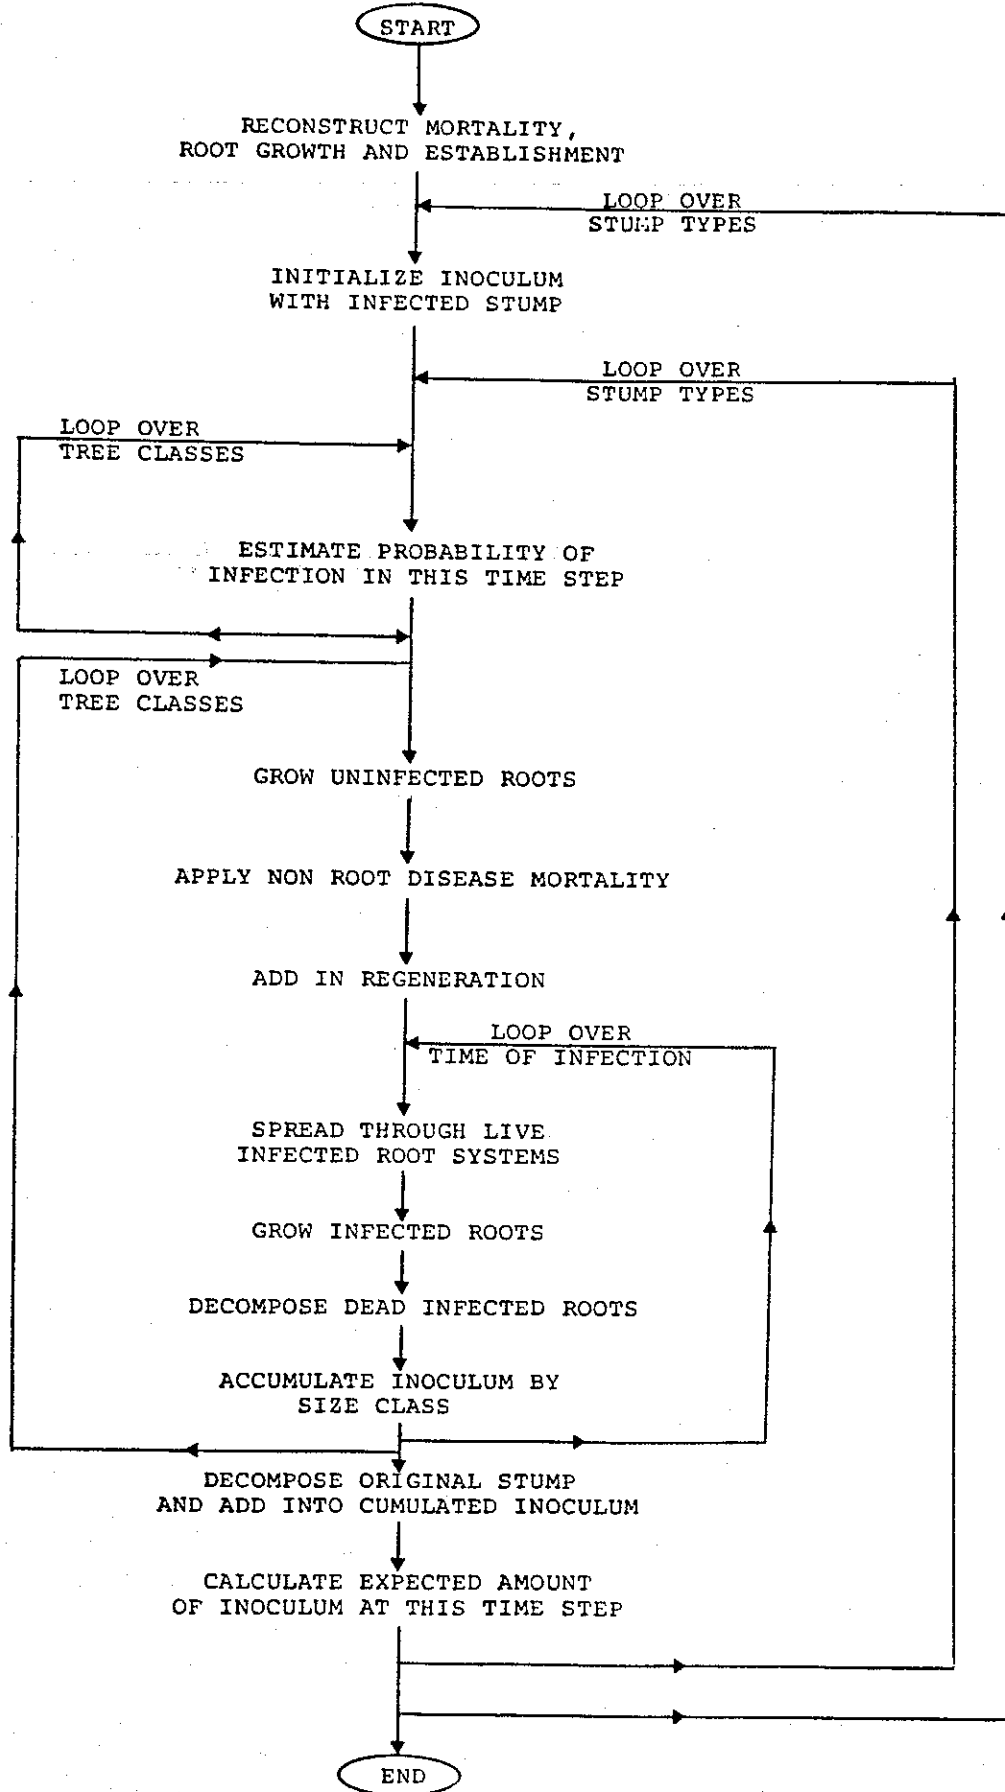 START
RECONSTRUCT MORTALITY,
ROOT GROWTH AND ESTABLISHMENT
LOOP OVER
STUMP TYPES
INITIALIZE INOCULUM
WITH INFECTED STUMP
LOOP OVER
STUMP TYPES
LOOP OVER
TREE CLASSES
ESTIMATE PROBABILITY OF
INFECTION IN THIS TIME STEP
LOOP OVER
TREE CLASSES
GROW UNINFECTED ROOTS
APPLY NON ROOT DISEASE MORTALITY
ADD IN REGENERATION
LOOP OVER
TIME OF INFECTION
SPREAD THROUGH LIVE
INFECTED ROOT SYSTEMS
GROW INFECTED ROOTS
DECOMPOSE DEAD INFECTED ROOTS
ACCUMULATE INOCULUM BY
SIZE CLASS
DECOMPOSE ORIGINAL STUMP
AND ADD INTO CUMULATED INOCULUM
CALCULATE EXPECTED AMOUNT
OF INOCULUM AT THIS TIME STEP
END